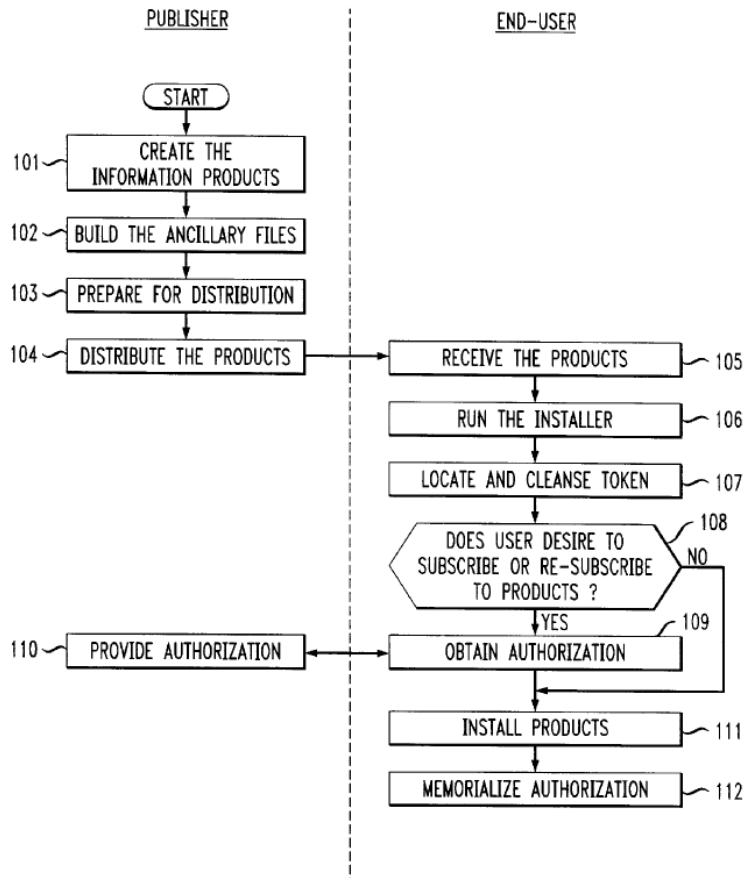 PUBLISHER
END-USER
START
101
CREATE THE
INFORMATION PRODUCTS
102
BUILD THE ANCILLARY FILES
103
PREPARE FOR DISTRIBUTION
104
DISTRIBUTE THE PRODUCTS
RECEIVE THE PRODUCTS
105
RUN THE INSTALLER
106
LOCATE AND CLEANSE TOKEN
107
108
DOES USER DESIRE TO
SUBSCRIBE OR RE-SUBSCRIBE
TO PRODUCTS ?
NO
YES
109
110
PROVIDE AUTHORIZATION
OBTAIN AUTHORIZATION
INSTALL PRODUCTS
111
MEMORIALIZE AUTHORIZATION
112